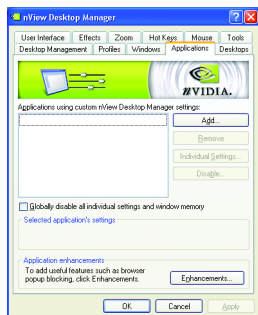 nView Desktop Manager
User Interface Effects Zoom Hot Keys Mouse Tools
Desktop Management Profiles Windows Applications Desktops
NVIDIA.
Applications using custom nView Desktop Manager settings:
Add...
Remove
Individual Settings...
Disable...
Globally disable all individual settings and window memory
Selected application's settings
Application enhancements
To add useful features such as browser
popup blocking, click Enhancements.
Enhancements...
OK Cancel Apply